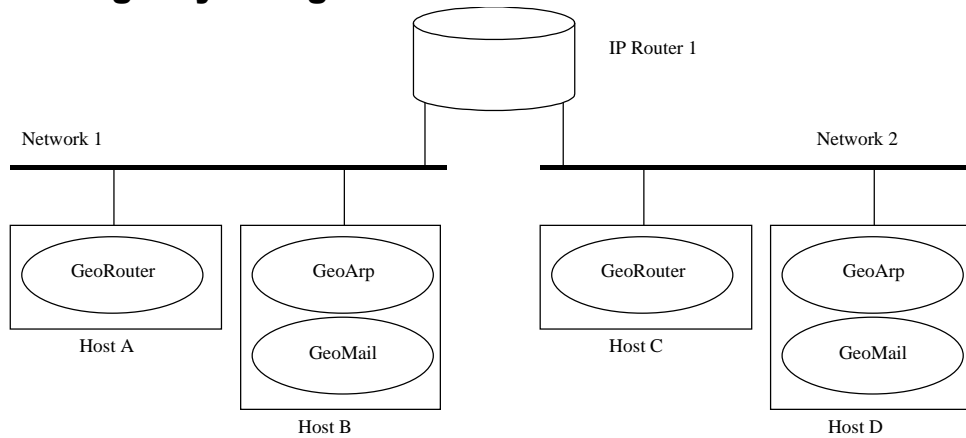 IP Router 1
Network 1
Network 2
GeoRouter
GeoArp
GeoRouter
GeoArp
GeoMail
GeoMail
Host A
Host C
Host B
Host D